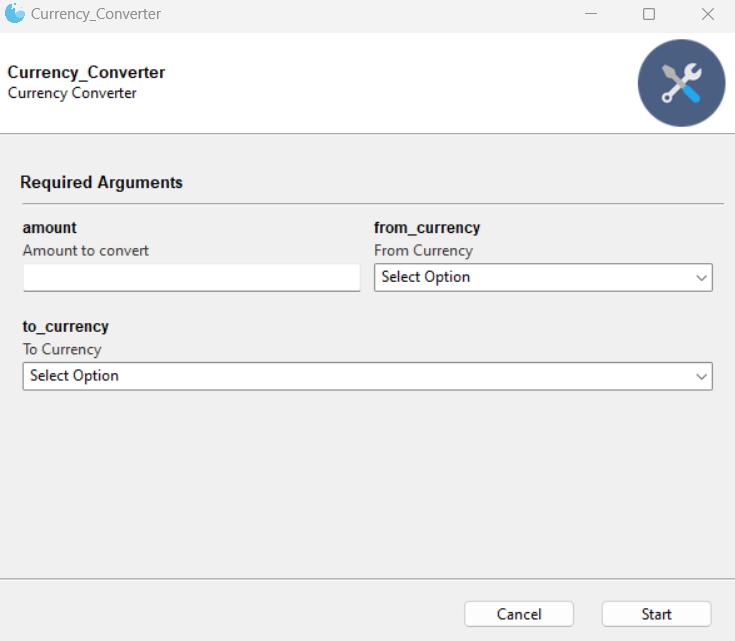 Currency_Converter
Currency_Converter
Currency Converter
Required Arguments
amount
Amount to convert
from_currency
From Currency
Select Option
to_currency
To Currency
Select Option
Cancel
Start